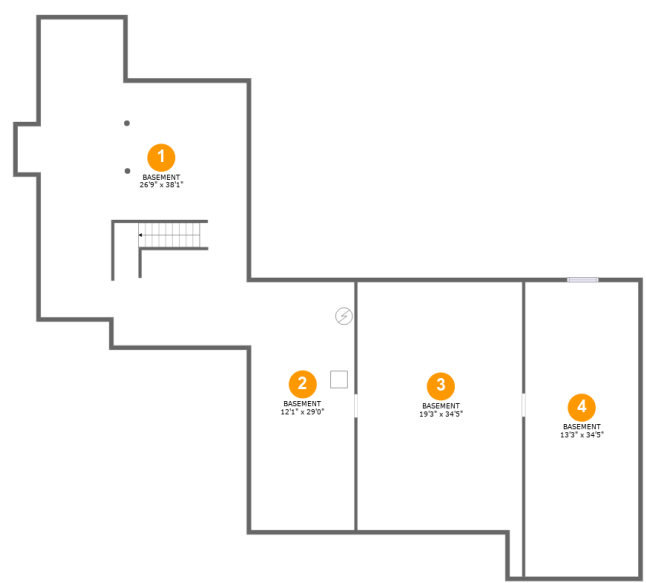 1
BASEMENT
26'9" x 38'1"
2
BASEMENT
12'1" x 29'0"
3
BASEMENT
19'3" x 34'5"
4
BASEMENT
13'3" x 34'5"